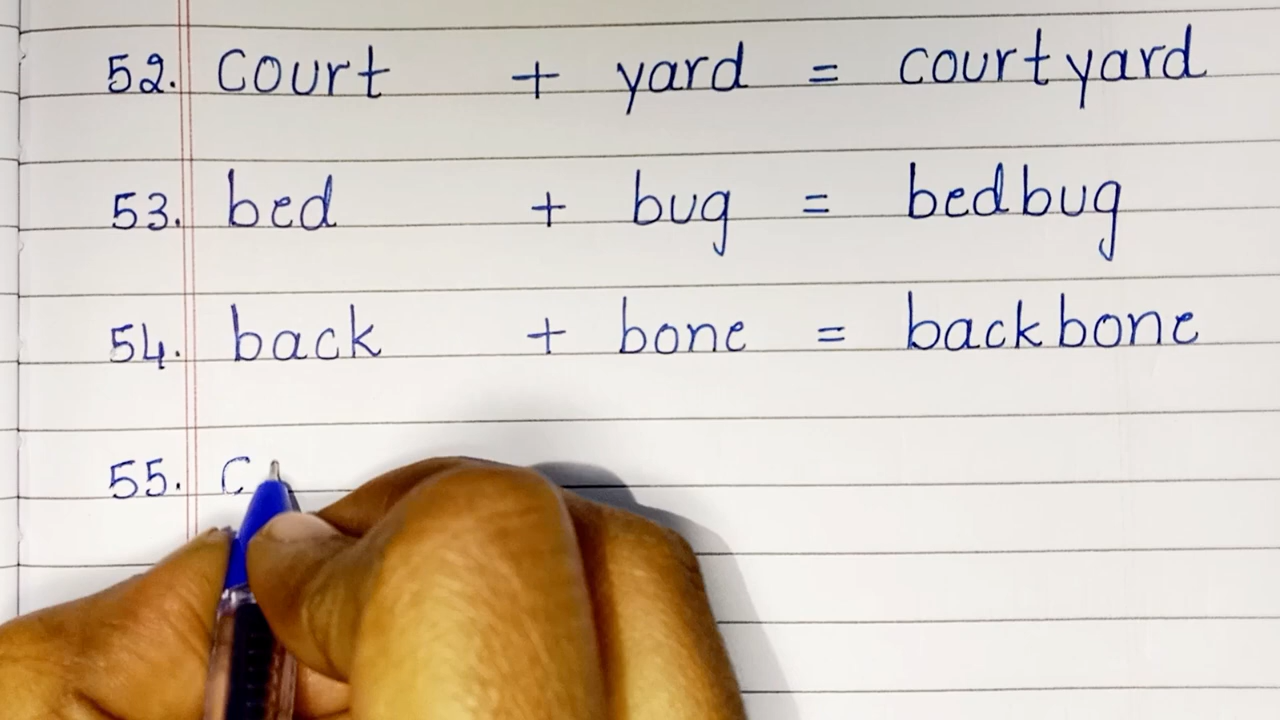 52. Court + yard = courtyard
53. bed + bug = bedbug
54. back + bone = backbone
55. C